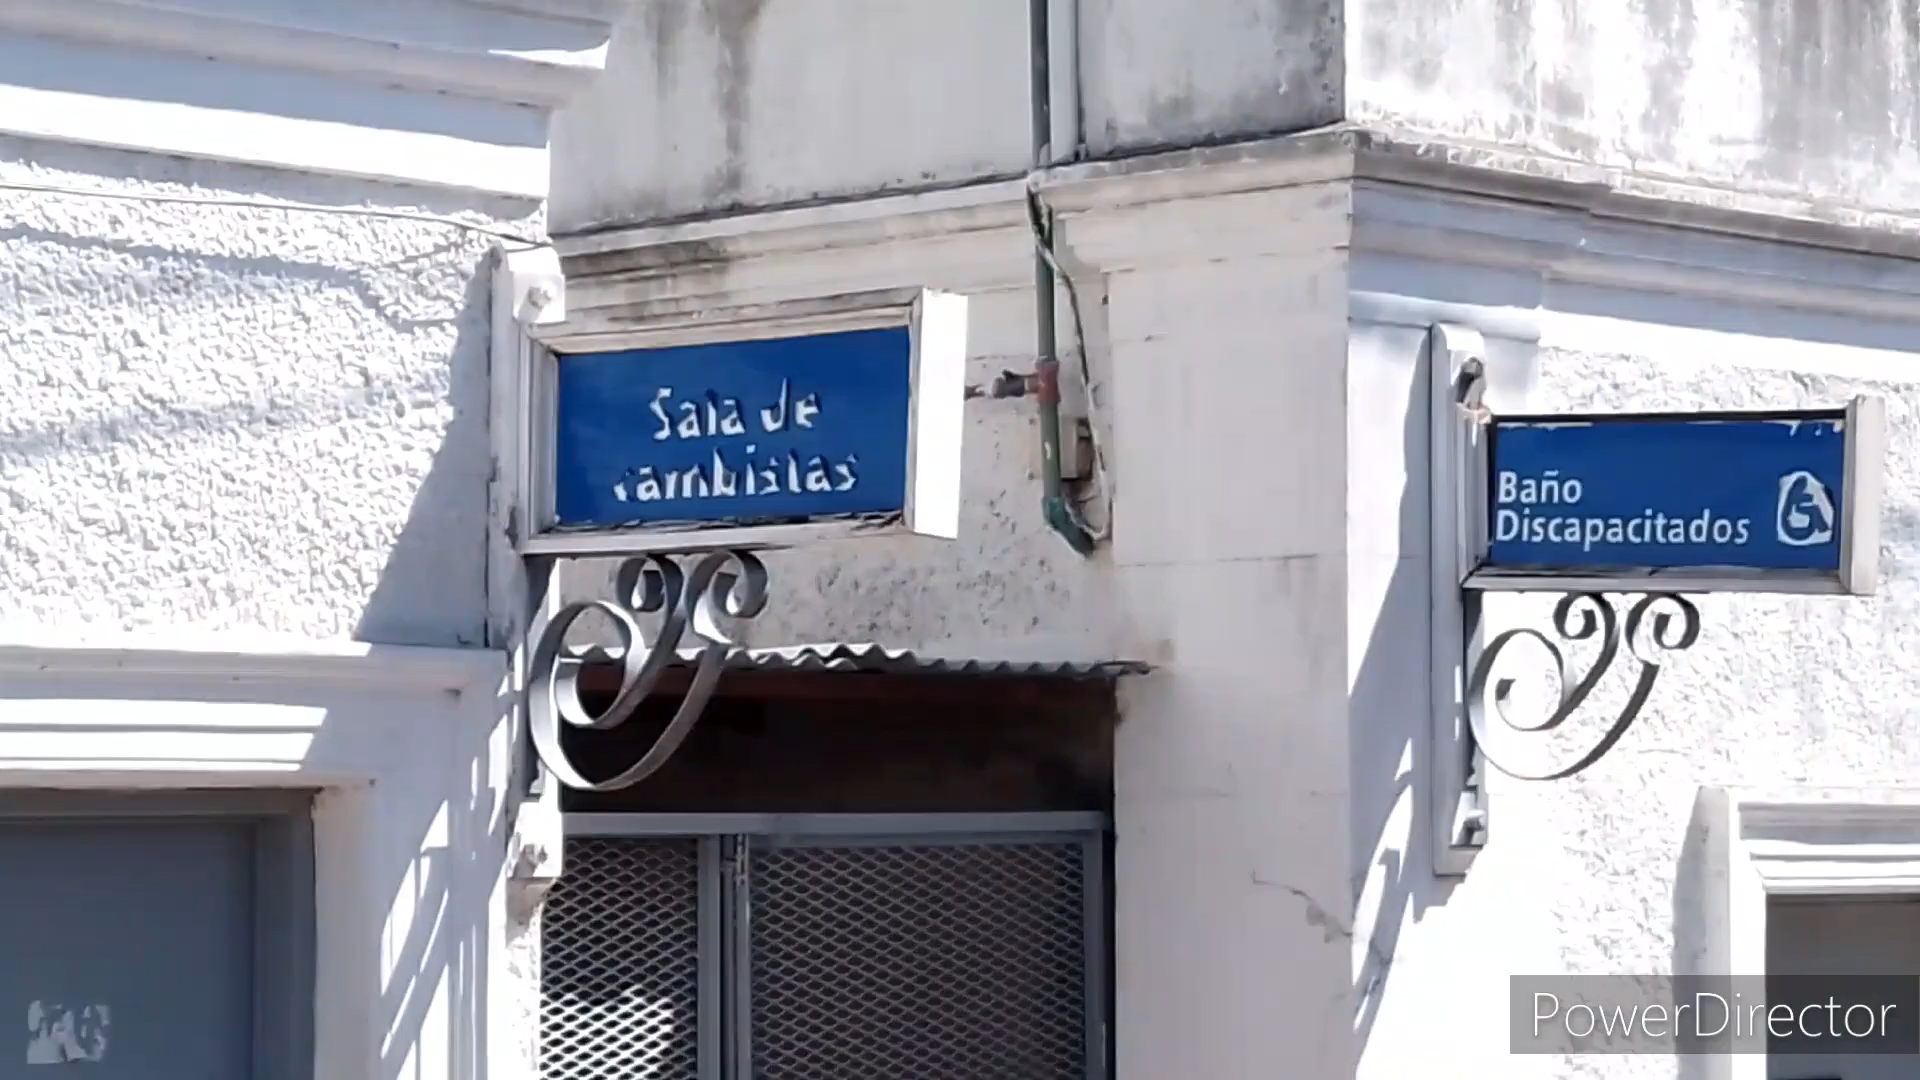 Sala de
cambistas
Baño
Discapacitados
PowerDirector